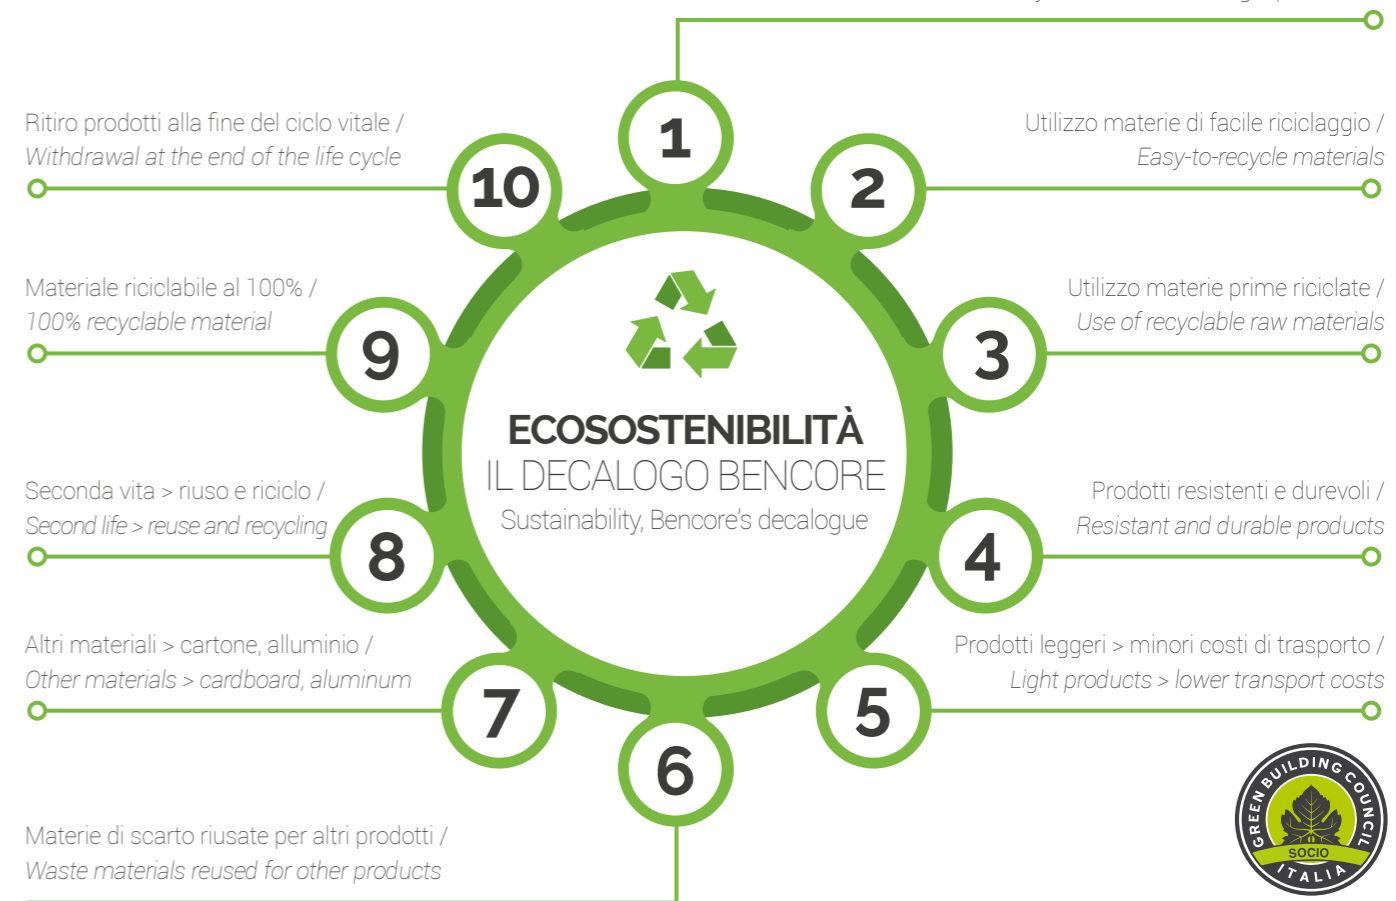 1
Utilizzo materie di facile riciclaggio /
Easy-to-recycle materials
2
Utilizzo materie prime riciclate /
Use of recyclable raw materials
3
Prodotti resistenti e durevoli /
Resistant and durable products
4
Prodotti leggeri > minori costi di trasporto /
Light products > lower transport costs
5
6
Materie di scarto riusate per altri prodotti /
Waste materials reused for other products
7
Altri materiali > cartone, alluminio /
Other materials > cardboard, aluminum
8
Seconda vita > riuso e riciclo /
Second life > reuse and recycling
9
Materiale riciclabile al 100% /
100% recyclable material
10
Ritiro prodotti alla fine del ciclo vitale /
Withdrawal at the end of the life cycle
ECOSOSTENIBILITÀ
IL DECALOGO BENCORE
Sustainability, Bencore's decalogue
GREEN BUILDING COUNCIL
SOCIO
ITALIA